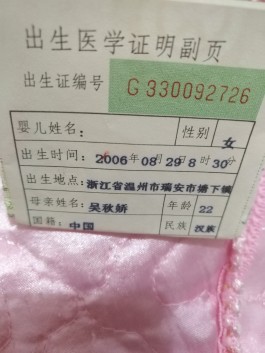 出生医学证明副页
出生证编号 G 330092726
婴儿姓名： 性别 女
出生时间：2006年08月29日8时30分
出生地点：浙江省温州市瑞安市塘下镇
母亲姓名 吴秋娇 年龄 22
国籍：中国 民族 汉族